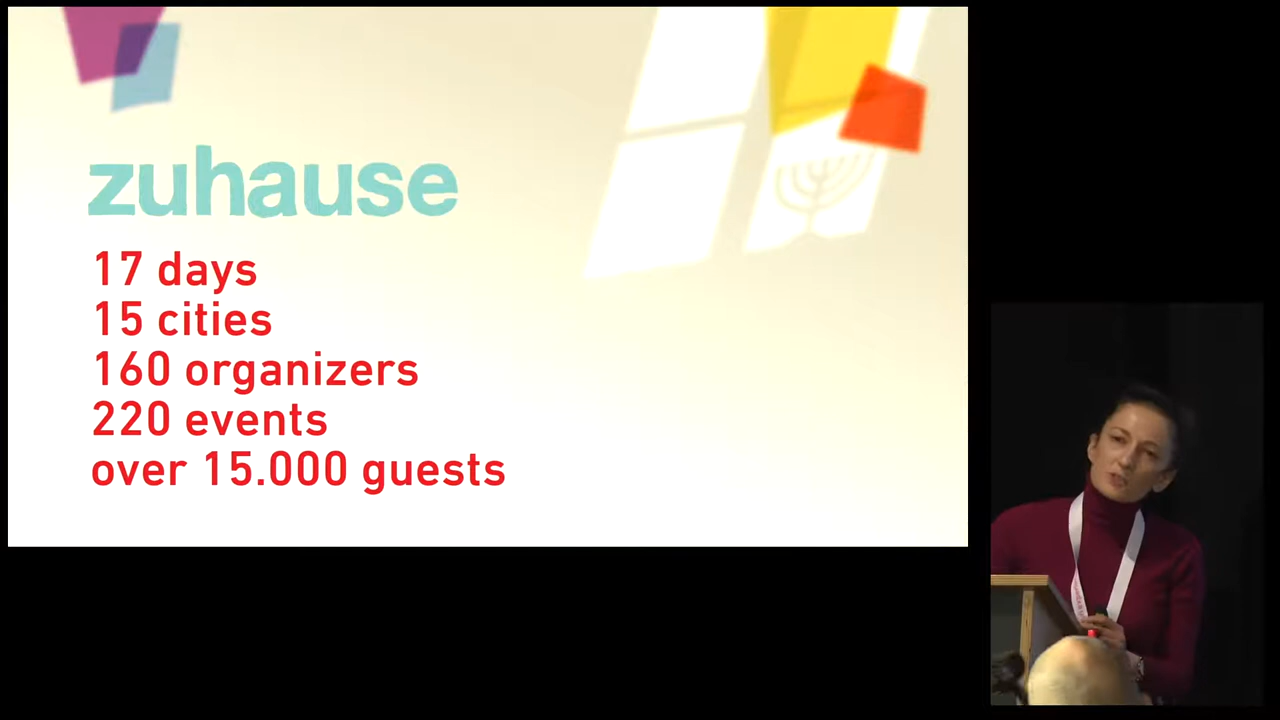 zuhause
17 days
15 cities
160 organizers
220 events
over 15.000 guests